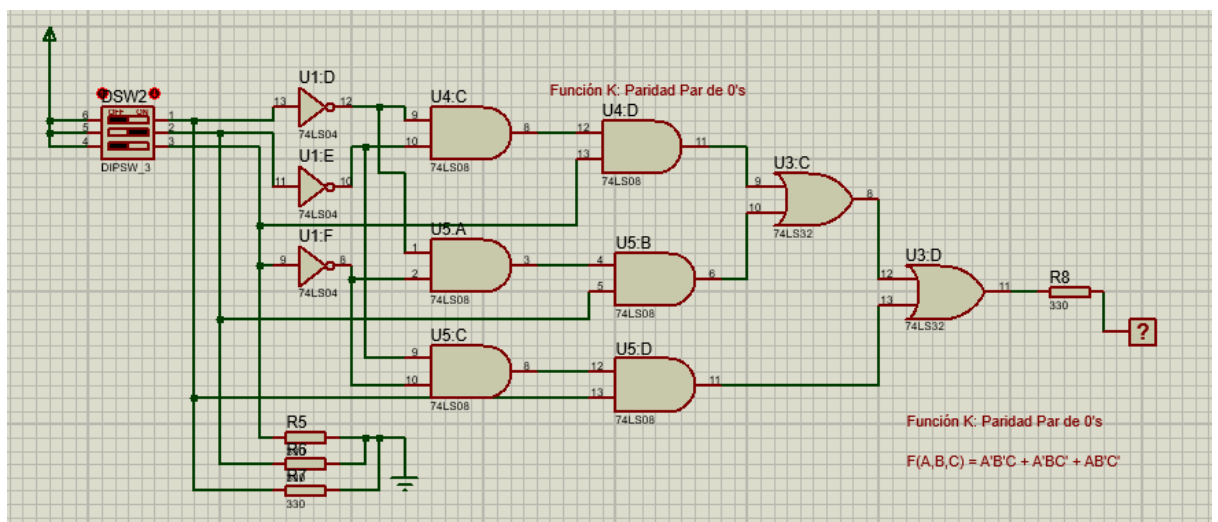 DSW2
OFF ON
6
5
4
1
2
3
DIPSW_3
U1:D
13
12
74LS04
U1:E
11
10
74LS04
U1:F
9
8
74LS04
U4:C
9
10
8
74LS08
Función K: Paridad Par de 0's
U4:D
12
13
11
74LS08
U5:A
1
2
3
74LS08
U5:B
4
5
6
74LS08
U5:C
9
10
8
74LS08
U5:D
12
13
11
74LS08
U3:C
9
10
8
74LS32
U3:D
12
13
11
74LS32
R8
330
?
R5
R6
R7
330
Función K: Paridad Par de 0's
F(A,B,C) = A'B'C + A'BC' + AB'C'